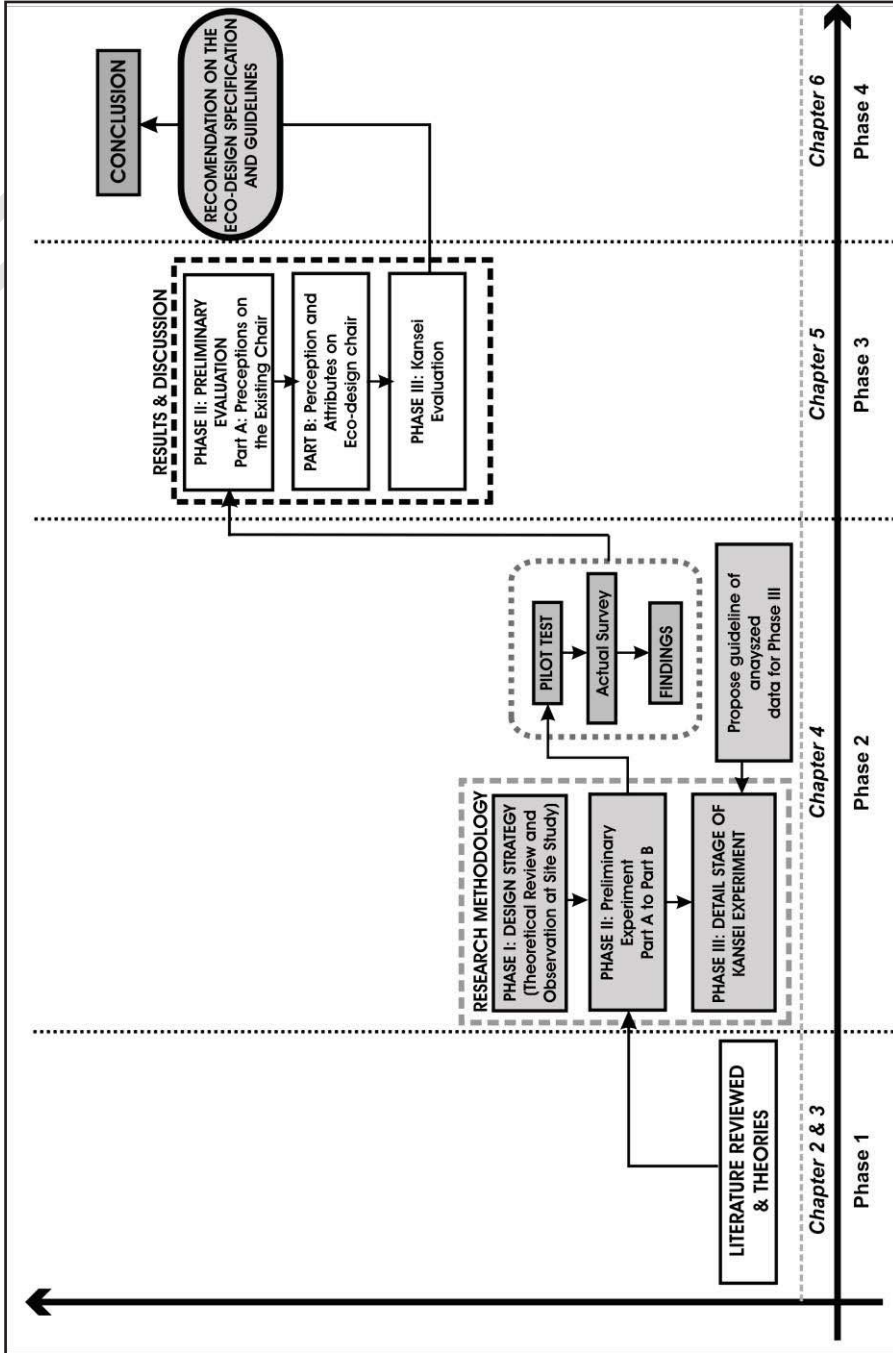 LITERATURE REVIEWED
& THEORIES
Chapter 2 & 3
Phase 1
RESEARCH METHODOLOGY
PHASE I: DESIGN STRATEGY
(Theoretical Review and
Observation at Site Study)
PHASE II: Preliminary
Experiment
Part A to Part B
PHASE III: DETAIL STAGE OF
KANSEI EXPERIMENT
PILOT TEST
Actual Survey
FINDINGS
Propose guideline of
anayszed
data for Phase III
Chapter 4
Phase 2
RESULTS & DISCUSSION
PHASE II: PRELIMINARY
EVALUATION
Part A: Preceptions on
the Existing Chair
PART B: Perception and
Attributes on
Eco-design chair
PHASE III: Kansei
Evaluation
Chapter 5
Phase 3
CONCLUSION
RECOMENDATION ON THE
ECO-DESIGN SPECIFICATION
AND GUIDELINES
Chapter 6
Phase 4